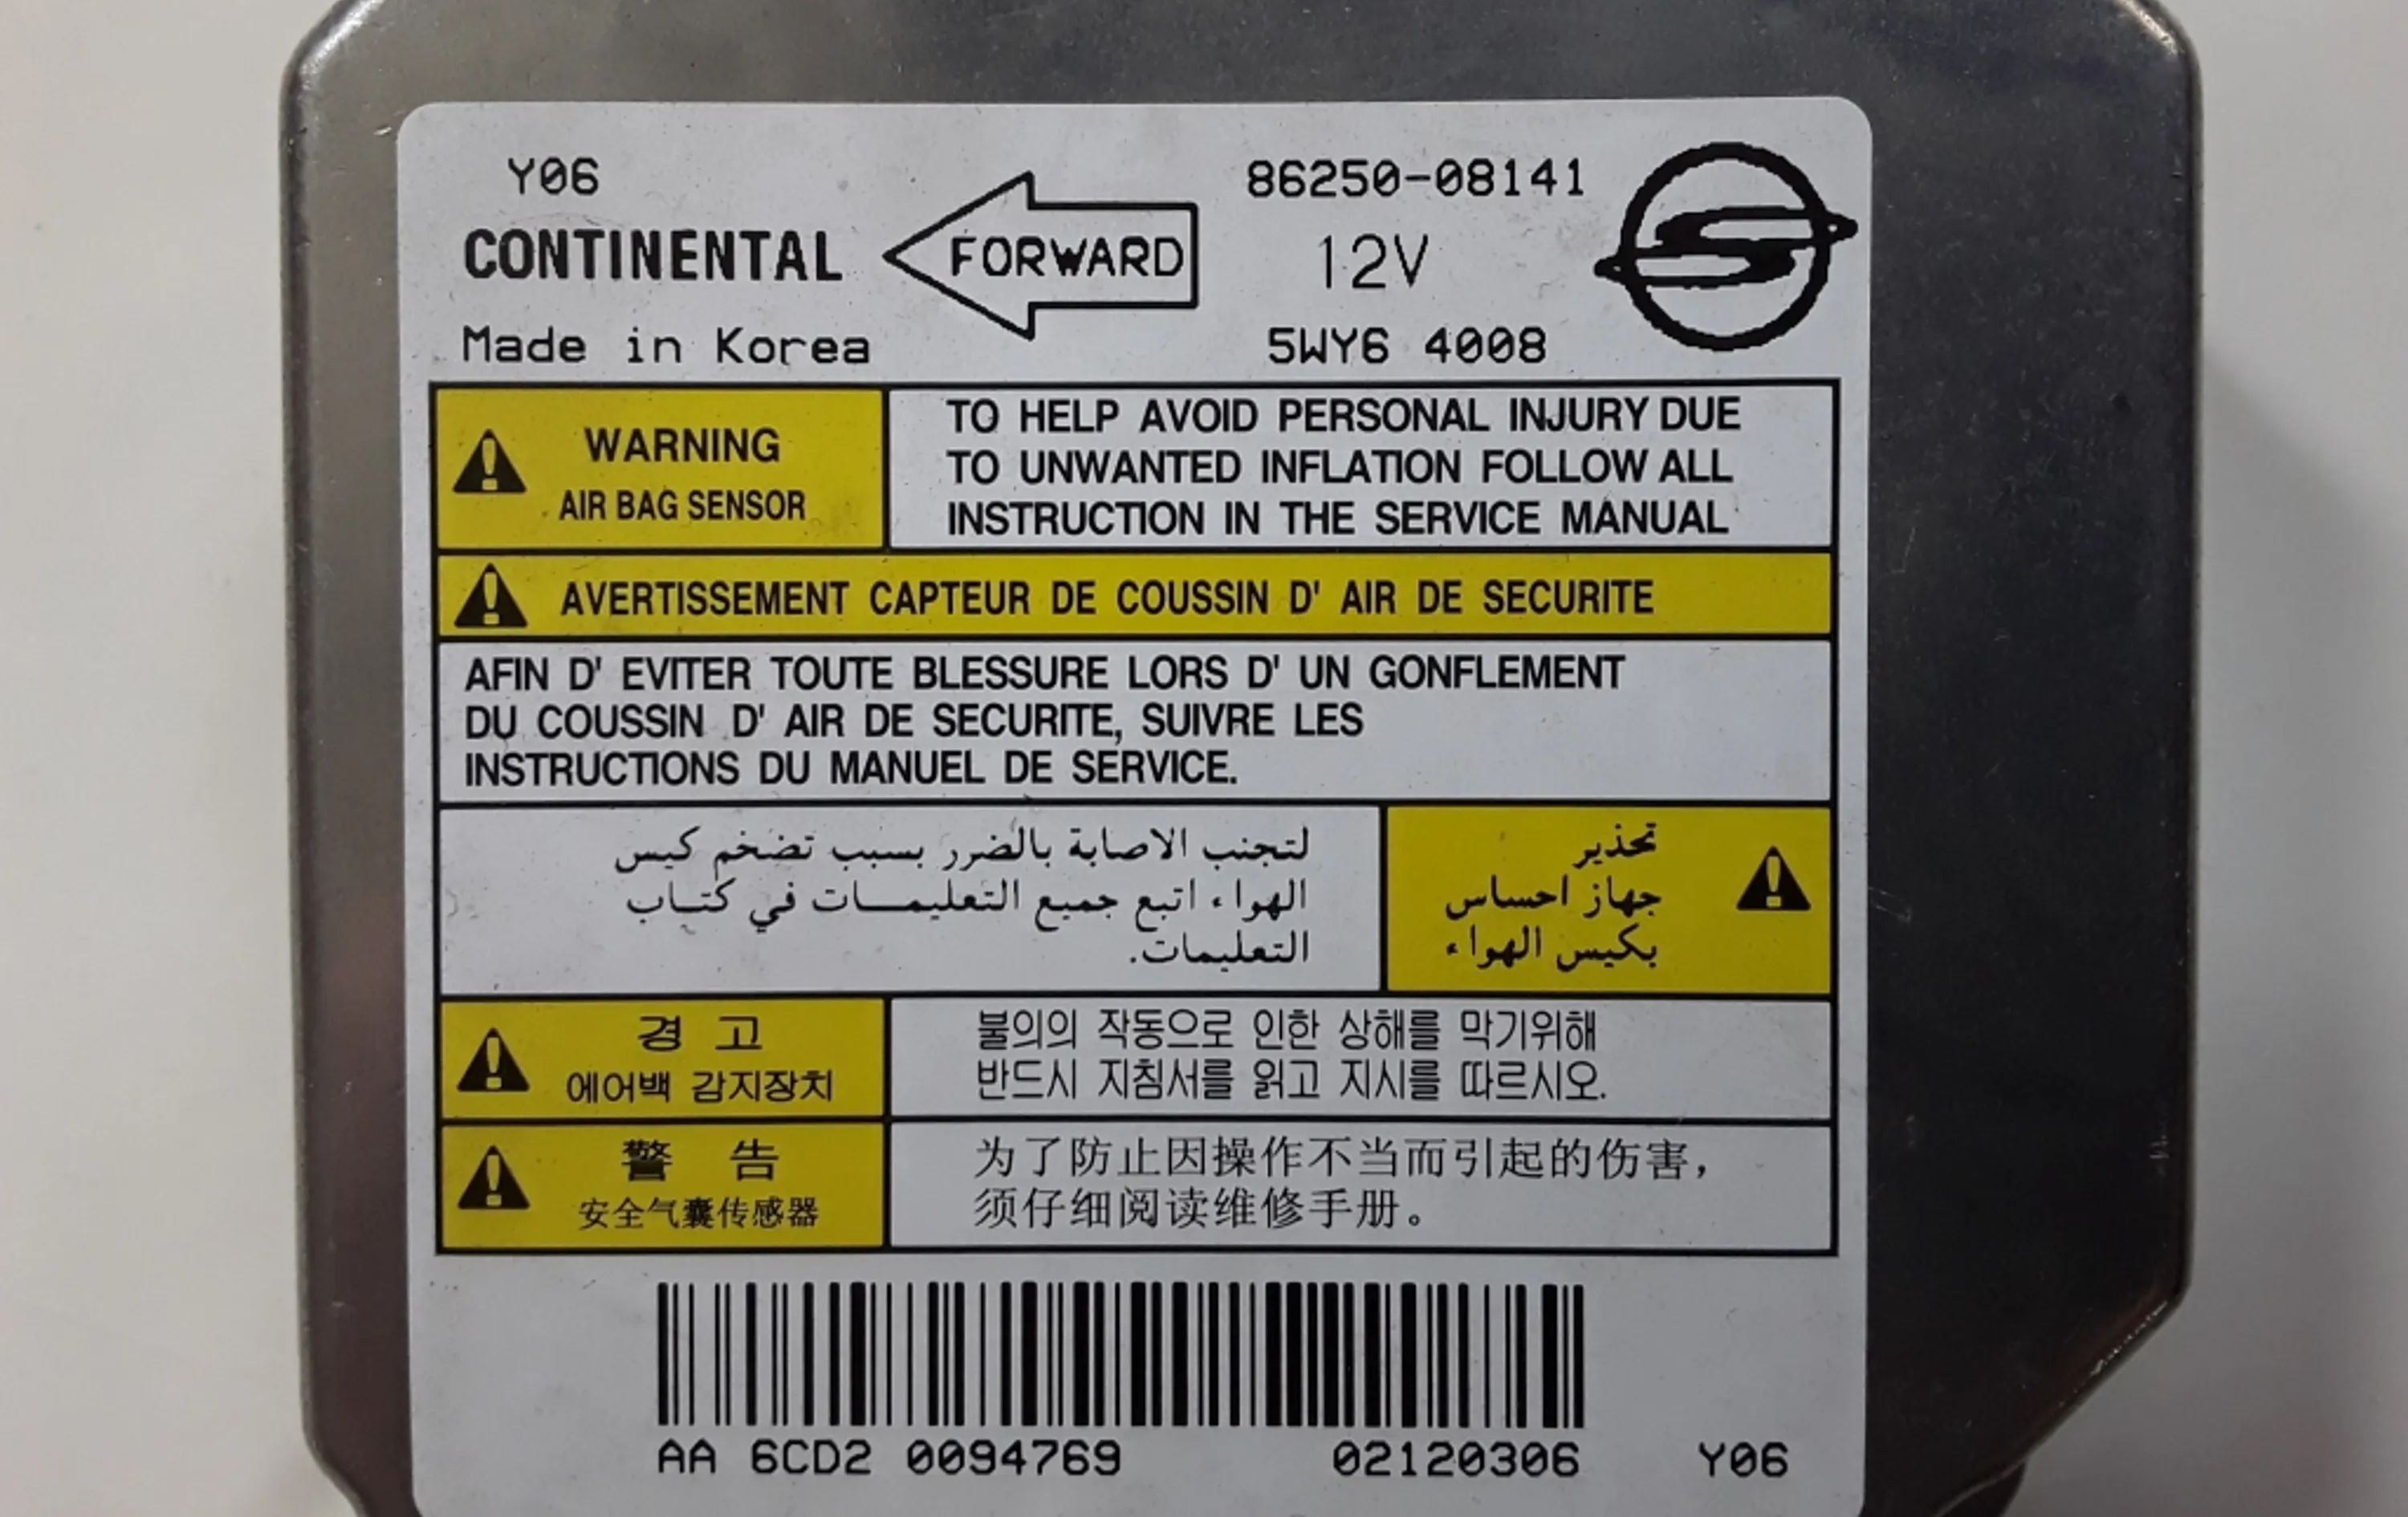 Y06
CONTINENTAL
Made in Korea
FORWARD
86250-08141
12V
5WY6 4008
WARNING
AIR BAG SENSOR
TO HELP AVOID PERSONAL INJURY DUE
TO UNWANTED INFLATION FOLLOW ALL
INSTRUCTION IN THE SERVICE MANUAL
AVERTISSEMENT CAPTEUR DE COUSSIN D' AIR DE SECURITE
AFIN D' EVITER TOUTE BLESSURE LORS D' UN GONFLEMENT
DU COUSSIN D' AIR DE SECURITE, SUIVRE LES
INSTRUCTIONS DU MANUEL DE SERVICE.
تحذير
جهاز احساس
بكيس الهواء
لتجنب الاصابة بالضرر بسبب تضخم كيس
الهواء اتبع جميع التعليمــات في كتــاب
التعليمات.
경 고
에어백 감지장치
불의의 작동으로 인한 상해를 막기위해
반드시 지침서를 읽고 지시를 따르시오.
警 告
安全气囊传感器
为了防止因操作不当而引起的伤害，
须仔细阅读维修手册。
AA 6CD2 0094769 02120306 Y06